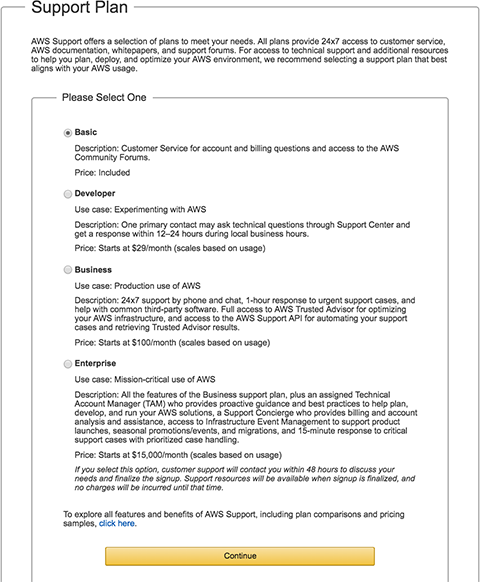 Support Plan
AWS Support offers a selection of plans to meet your needs. All plans provide 24x7 access to customer service,
AWS documentation, whitepapers, and support forums. For access to technical support and additional resources
to help you plan, deploy, and optimize your AWS environment, we recommend selecting a support plan that best
aligns with your AWS usage.
Please Select One
Basic
Description: Customer Service for account and billing questions and access to the AWS
Community Forums.
Price: Included
Developer
Use case: Experimenting with AWS
Description: One primary contact may ask technical questions through Support Center and
get a response within 12–24 hours during local business hours.
Price: Starts at $29/month (scales based on usage)
Business
Use case: Production use of AWS
Description: 24x7 support by phone and chat, 1-hour response to urgent support cases, and
help with common third-party software. Full access to AWS Trusted Advisor for optimizing
your AWS infrastructure, and access to the AWS Support API for automating your support
cases and retrieving Trusted Advisor results.
Price: Starts at $100/month (scales based on usage)
Enterprise
Use case: Mission-critical use of AWS
Description: All the features of the Business support plan, plus an assigned Technical
Account Manager (TAM) who provides proactive guidance and best practices to help plan,
develop, and run your AWS solutions, a Support Concierge who provides billing and account
analysis and assistance, access to Infrastructure Event Management to support product
launches, seasonal promotions/events, and migrations, and 15-minute response to critical
support cases with prioritized case handling.
Price: Starts at $15,000/month (scales based on usage)
If you select this option, customer support will contact you within 48 hours to discuss your
needs and finalize the signup. Support resources will be available when signup is finalized, and
no charges will be incurred until that time.
To explore all features and benefits of AWS Support, including plan comparisons and pricing
samples, click here.
Continue